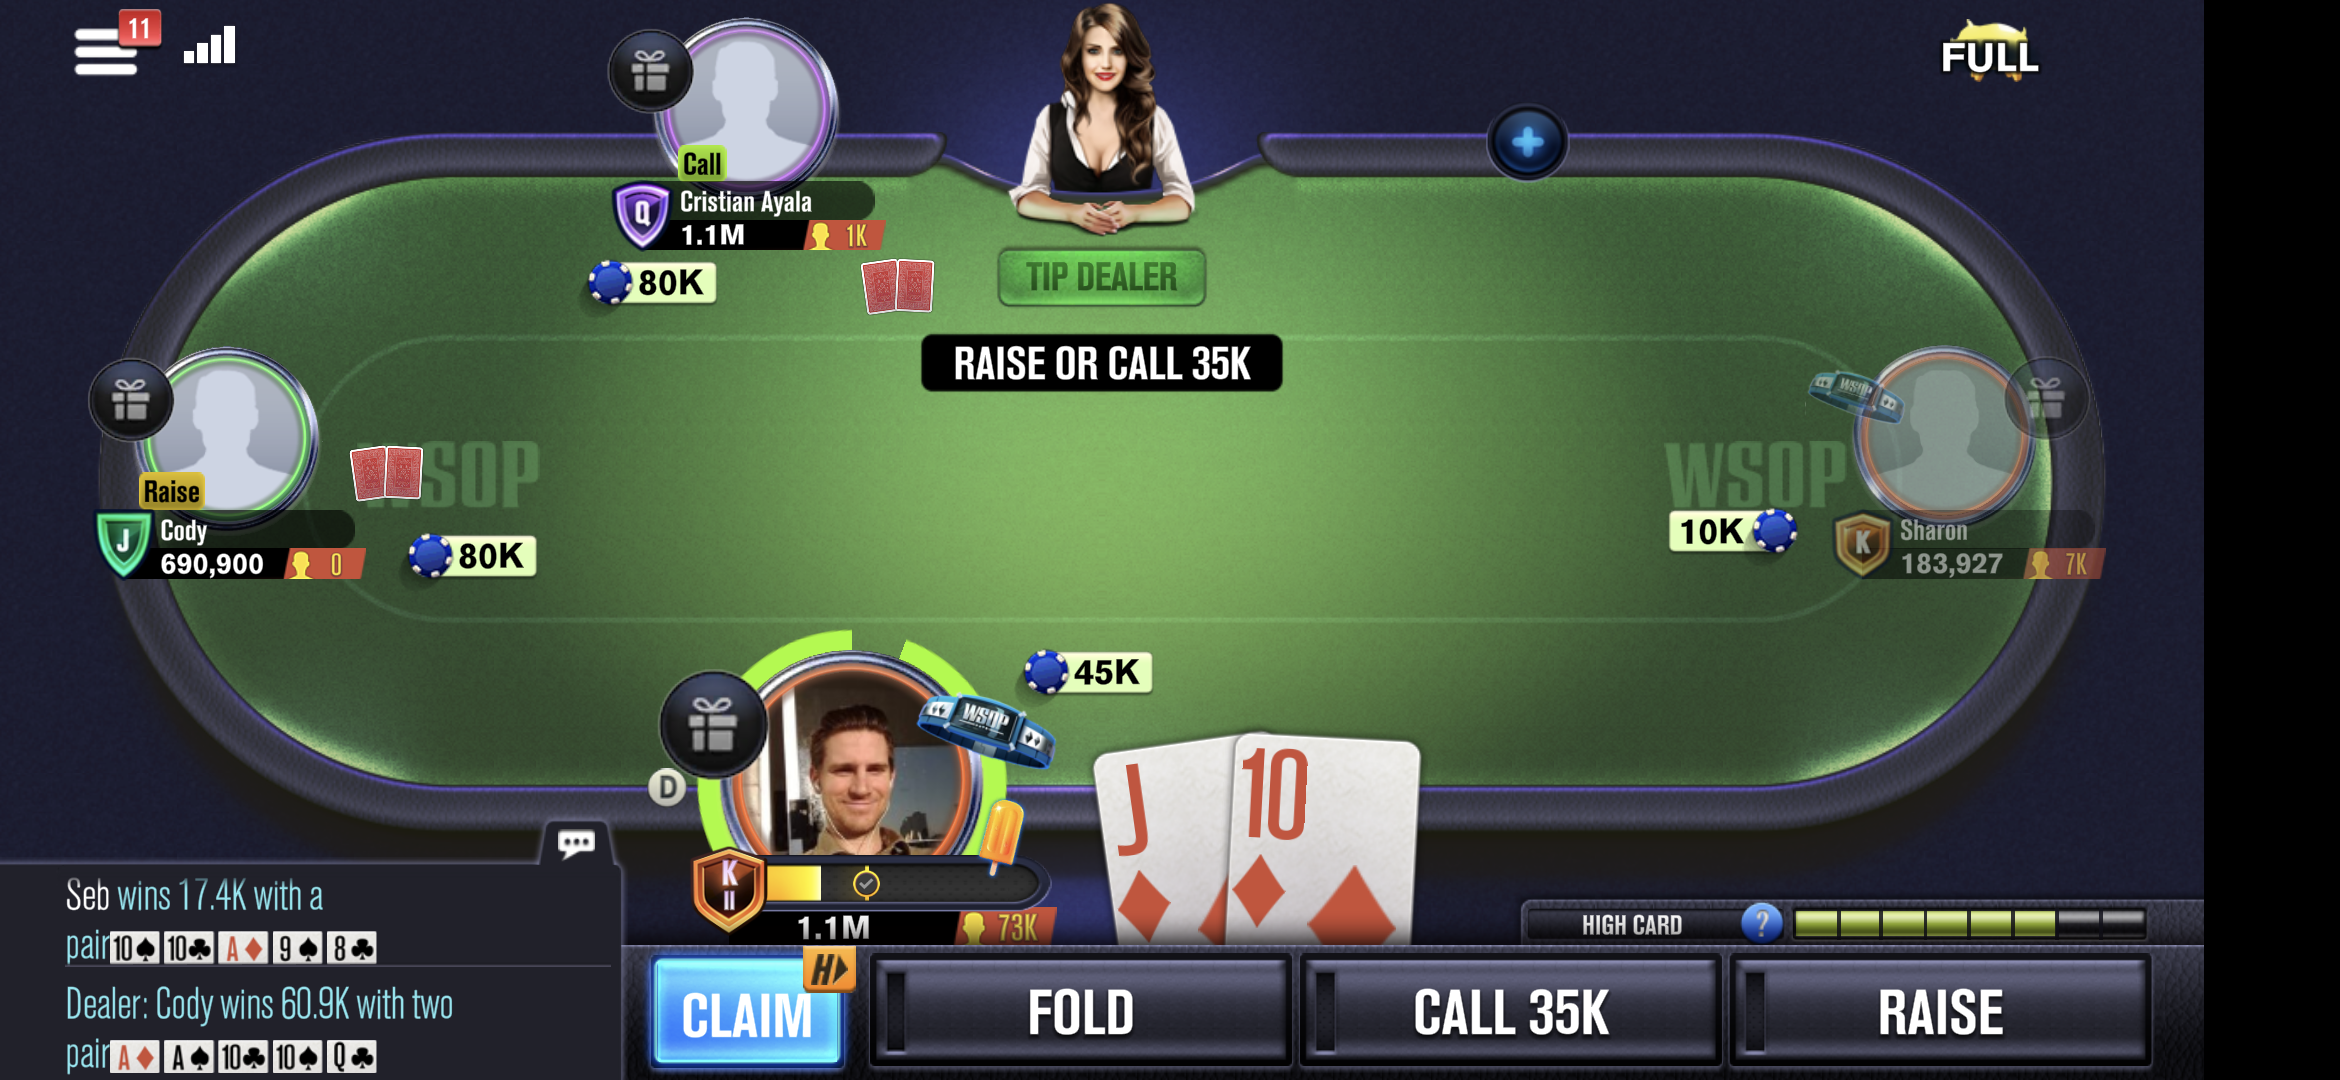 11
FULL
Call
Q
Cristian Ayala
1.1M
1K
80K
TIP DEALER
RAISE OR CALL 35K
Raise
J
Cody
690,900
0
80K
WSOP
WSOP
WSOP
10K
K
Sharon
183,927
7K
45K
WSOP
D
J
10
K
II
1.1M
73K
HIGH CARD
?
Seb wins 17.4K with a
pair 10♠ 10♣ A♦ 9♠ 8♣
Dealer: Cody wins 60.9K with two
pair A♦ A♠ 10♣ 10♠ Q♣
CLAIM
H
FOLD
CALL 35K
RAISE